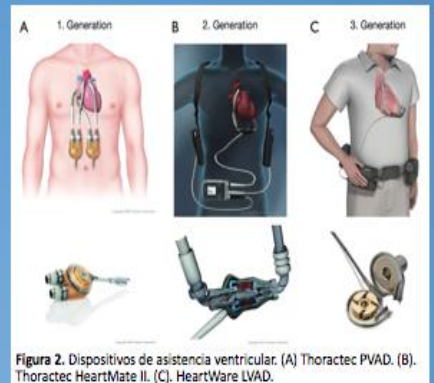 A 1. Generation B 2. Generation C 3. Generation
Figura 2. Dispositivos de asistencia ventricular. (A) Thoractec PVAD. (B).
Thoractec HeartMate II. (C). HeartWare LVAD.